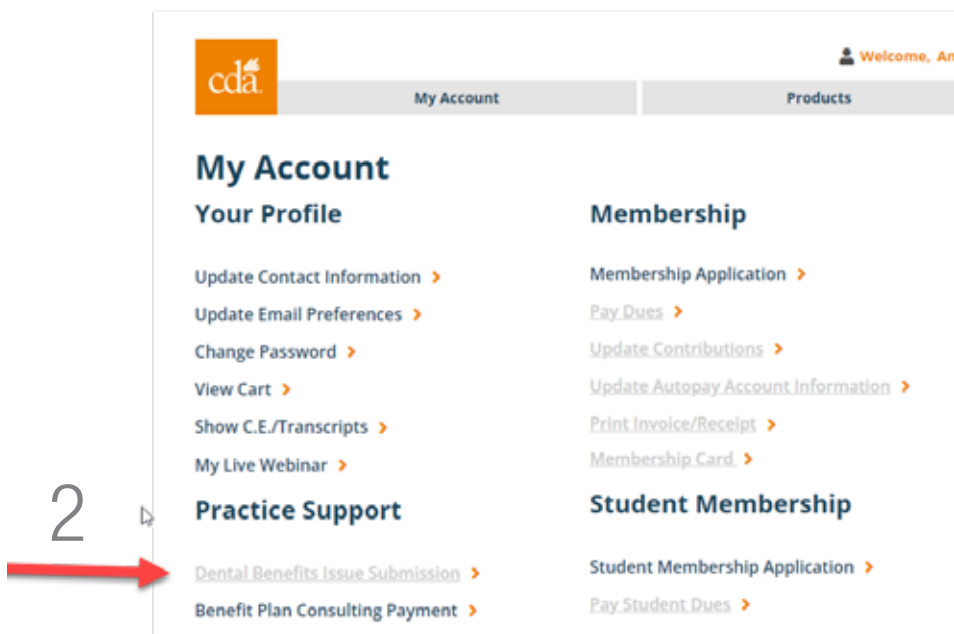 cda
Welcome, An
My Account
Products
My Account
Your Profile
Update Contact Information
Update Email Preferences
Change Password
View Cart
Show C.E./Transcripts
My Live Webinar
Membership
Membership Application
Pay Dues
Update Contributions
Update Autopay Account Information
Print Invoice/Receipt
Membership Card
2
Practice Support
Dental Benefits Issue Submission
Benefit Plan Consulting Payment
Student Membership
Student Membership Application
Pay Student Dues